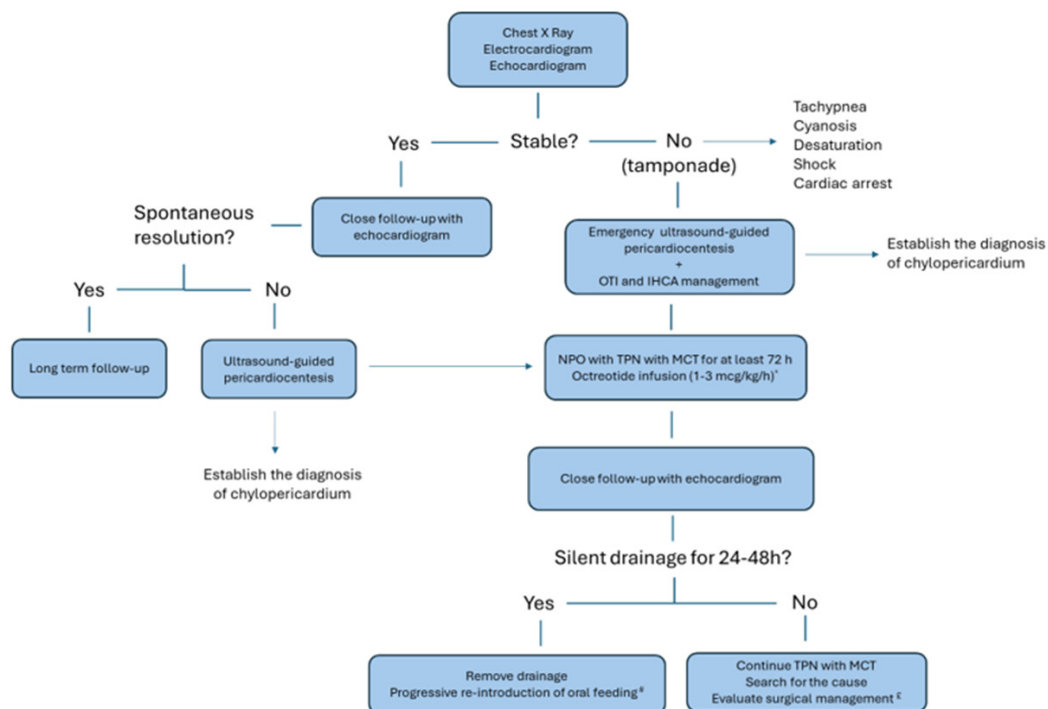 Chest X Ray
Electrocardiogram
Echocardiogram
Tachypnea
Cyanosis
Desaturation
Shock
Cardiac arrest
Yes
Stable?
No
(tamponade)
Spontaneous
resolution?
Close follow-up with
echocardiogram
Emergency ultrasound-guided
pericardiocentesis
+
OTI and IHCA management
Establish the diagnosis
of chylopericardium
Yes
No
Long term follow-up
Ultrasound-guided
pericardiocentesis
NPO with TPN with MCT for at least 72 h
Octreotide infusion (1-3 mcg/kg/h)*
Establish the diagnosis
of chylopericardium
Close follow-up with echocardiogram
Silent drainage for 24-48h?
Yes
No
Remove drainage
Progressive re-introduction of oral feeding#
Continue TPN with MCT
Search for the cause
Evaluate surgical management £